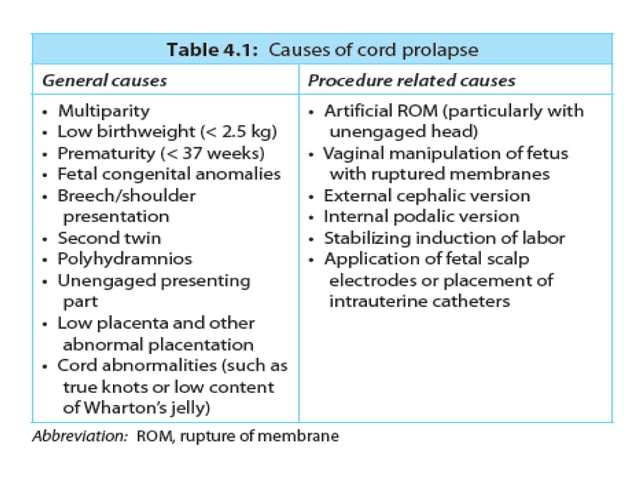 Table 4.1: Causes of cord prolapse
General causes
• Multiparity
• Low birthweight (< 2.5 kg)
• Prematurity (< 37 weeks)
• Fetal congenital anomalies
• Breech/shoulder
presentation
• Second twin
• Polyhydramnios
• Unengaged presenting
part
• Low placenta and other
abnormal placentation
• Cord abnormalities (such as
true knots or low content
of Wharton's jelly)
Procedure related causes
• Artificial ROM (particularly with
unengaged head)
• Vaginal manipulation of fetus
with ruptured membranes
• External cephalic version
• Internal podalic version
• Stabilizing induction of labor
• Application of fetal scalp
electrodes or placement of
intrauterine catheters
Abbreviation: ROM, rupture of membrane